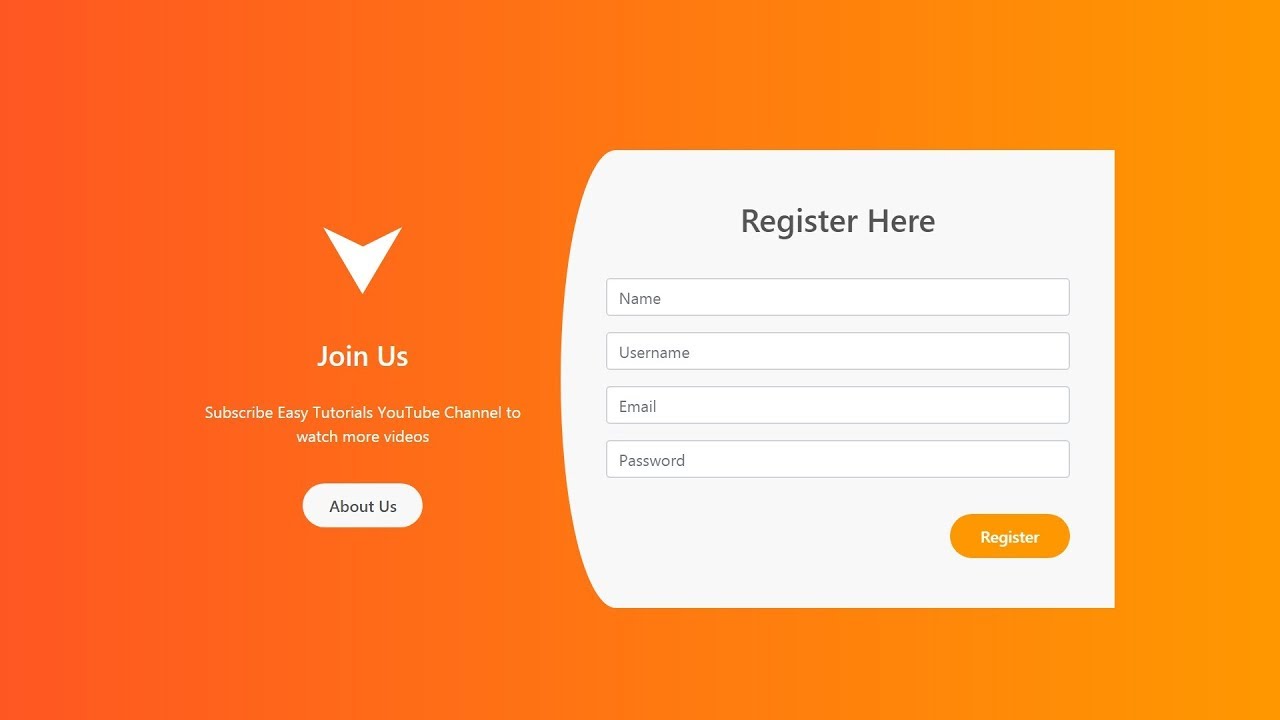 Join Us
Subscribe Easy Tutorials YouTube Channel to
watch more videos
About Us
Register Here
Name
Username
Email
Password
Register